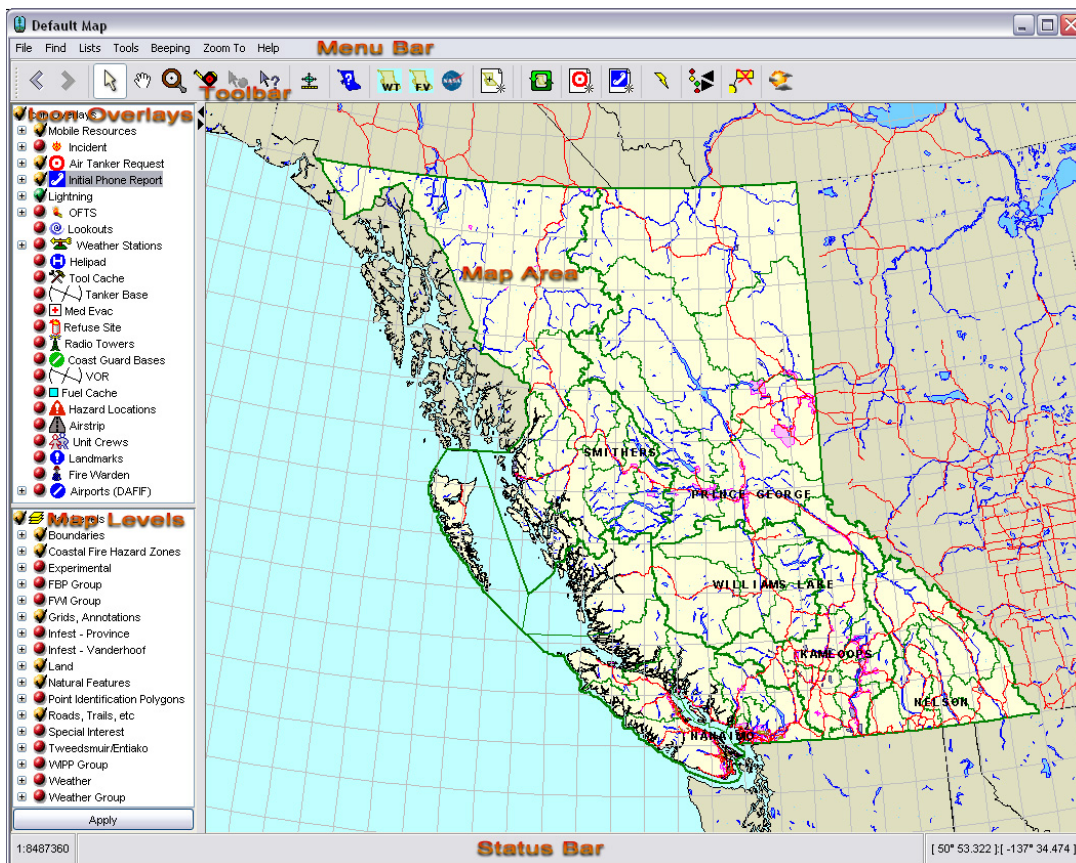 Default Map
File Find Lists Tools Beeping Zoom To Help
Menu Bar
WT F.V NASA
Toolbar
Icon Overlays
Mobile Resources
Incident
Air Tanker Request
Initial Phone Report
Lightning
OFTS
Lookouts
Weather Stations
Helipad
Tool Cache
Tanker Base
Med Evac
Refuse Site
Radio Towers
Coast Guard Bases
VOR
Fuel Cache
Hazard Locations
Airstrip
Unit Crews
Landmarks
Fire Warden
Airports (DAFIF)
Map Levels
Boundaries
Coastal Fire Hazard Zones
Experimental
FBP Group
FWI Group
Grids, Annotations
Infest - Province
Infest - Vanderhoof
Land
Natural Features
Point Identification Polygons
Roads, Trails, etc
Special Interest
Tweedsmuir/Entiako
WIPP Group
Weather
Weather Group
Apply
Map Area
SMITHERS
PRINCE GEORGE
WILLIAMS LAKE
KAMLOOPS
NELSON
NANAIMO
1:8487360
Status Bar
[ 50° 53.322 ]:[ -137° 34.474 ]